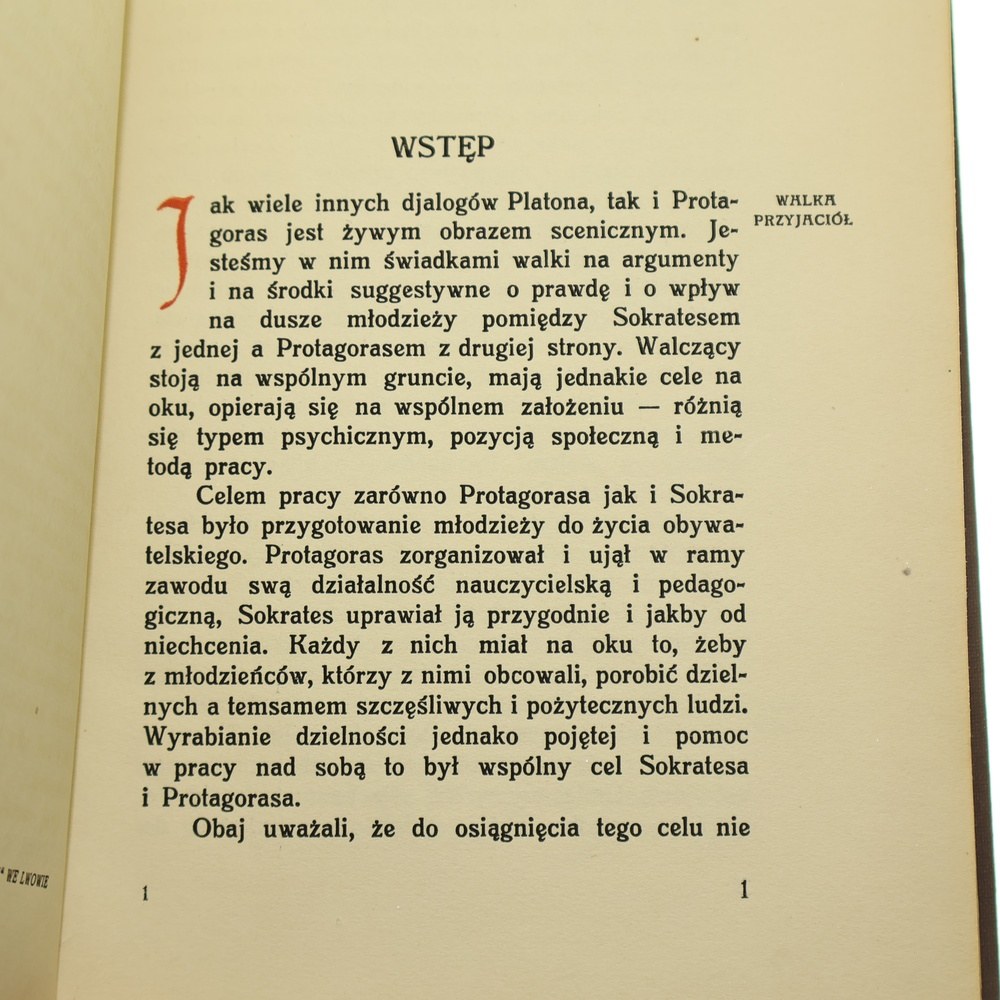 WSTĘP
Jak wiele innych djalogów Platona, tak i Prota-
goras jest żywym obrazem scenicznym. Je-
steśmy w nim świadkami walki na argumenty
i na środki suggestywne o prawdę i o wpływ
na dusze młodzieży pomiędzy Sokratesem
z jednej a Protagorasem z drugiej strony. Walczący
stoją na wspólnym gruncie, mają jednakie cele na
oku, opierają się na wspólnem założeniu — różnią
się typem psychicznym, pozycją społeczną i me-
todą pracy.
Celem pracy zarówno Protagorasa jak i Sokra-
tesa było przygotowanie młodzieży do życia obywa-
telskiego. Protagoras zorganizował i ujął w ramy
zawodu swą działalność nauczycielską i pedago-
giczną, Sokrates uprawiał ją przygodnie i jakby od
niechcenia. Każdy z nich miał na oku to, żeby
z młodzieńców, którzy z nimi obcowali, porobić dziel-
nych a temsamem szczęśliwych i pożytecznych ludzi.
Wyrabianie dzielności jednako pojętej i pomoc
w pracy nad sobą to był wspólny cel Sokratesa
i Protagorasa.
Obaj uważali, że do osiągnięcia tego celu nie
WALKA
PRZYJACIÓŁ
1 1
" WE LWOWIE